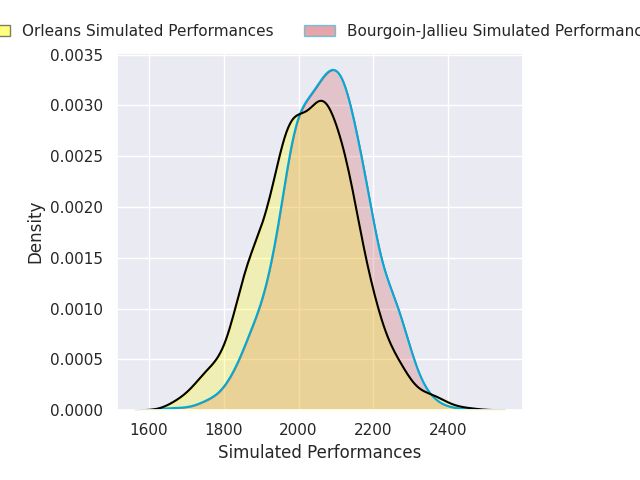 Orleans Simulated Performances
Bourgoin-Jallieu Simulated
0.0035
0.0030
0.0025
0.0020
0.0015
0.0010
0.0005
0.0000
Density
1600 1800 2000 2200 2400
Simulated Performances